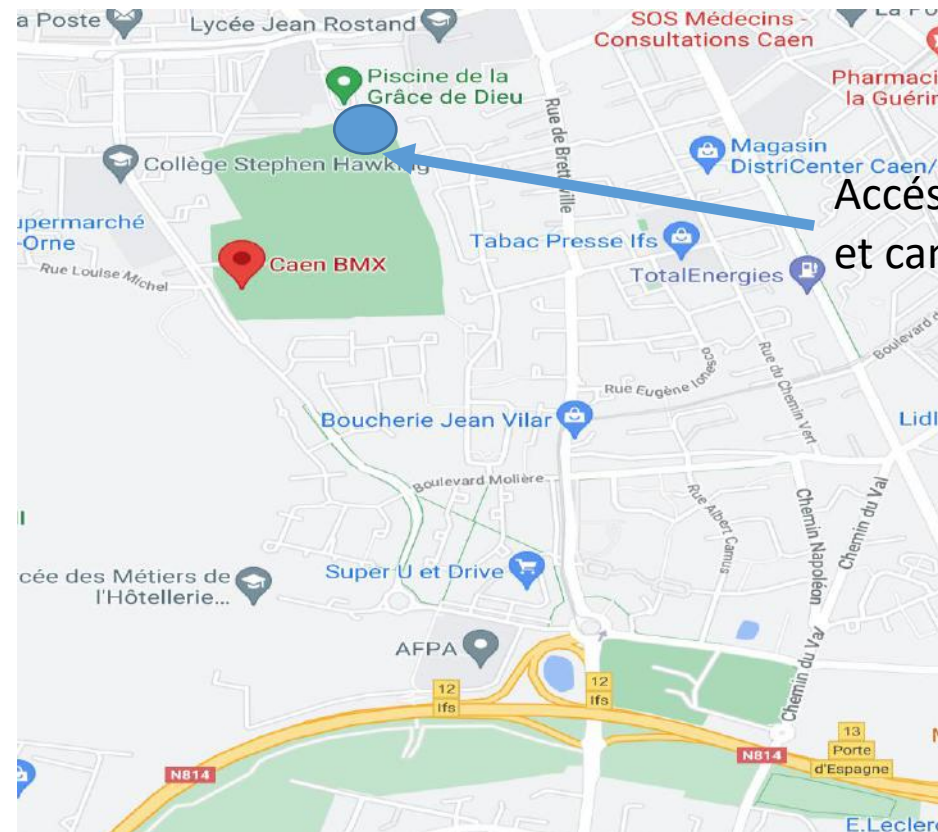 a Poste
Lycée Jean Rostand
SOS Médecins -
Consultations Caen
Piscine de la
Grâce de Dieu
Pharmaci
la Guérin
Rue de Bretteville
Magasin
DistriCenter Caen/
Collège Stephen Hawking
Accés
et car
upermarché
-Orne
Tabac Presse Ifs
Rue Louise Michel
Caen BMX
TotalEnergies
Boulevard d
Rue Eugène Ionesco
Rue du Chemin Vert
Boucherie Jean Vilar
Lidl
Boulevard Molière
Rue Albert Camus
Chemin Napoléon
Chemin du Val
cée des Métiers de
l'Hôtellerie...
Super U et Drive
AFPA
Chemin du Val
12
Ifs
12
Ifs
13
Porte
d'Espagne
N814
N814
E.Leclerc